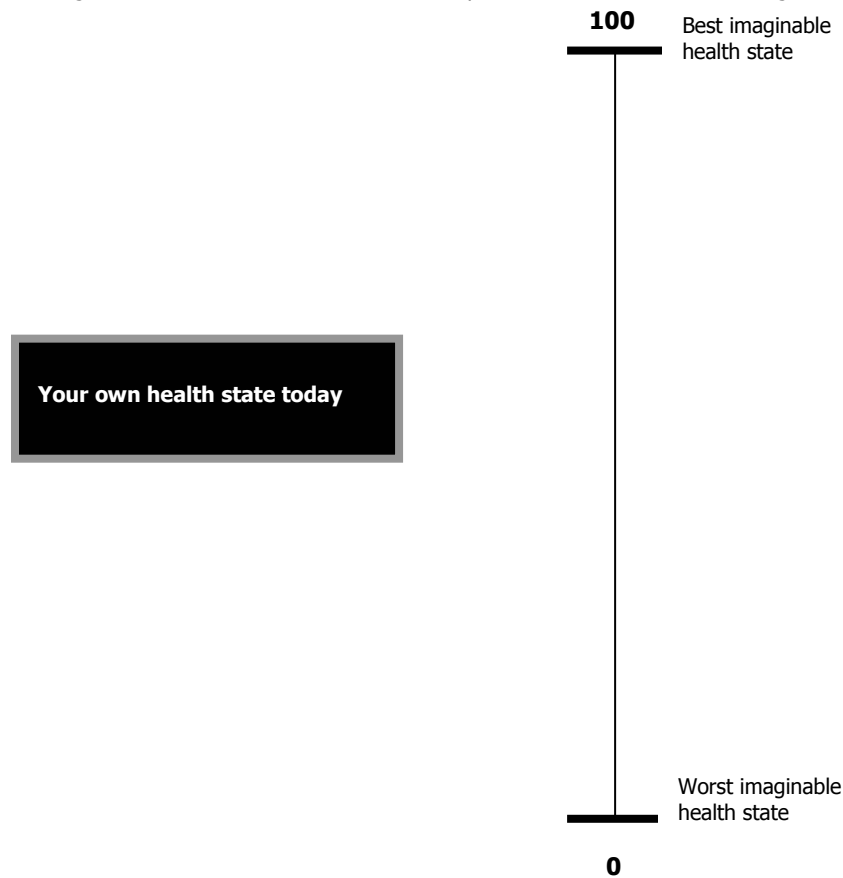 100
Best imaginable
health state
Your own health state today
Worst imaginable
health state
0